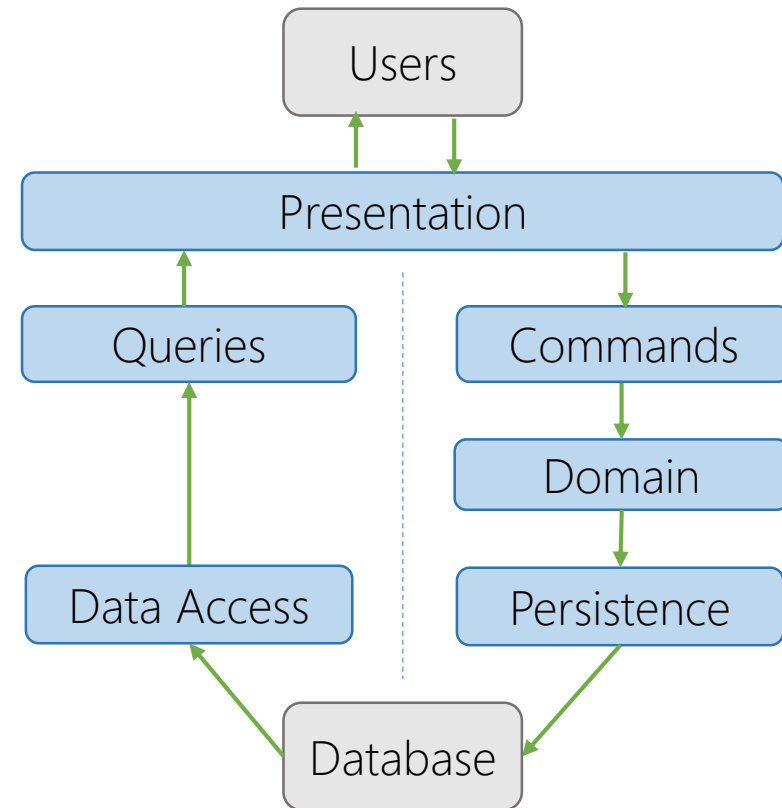 Users
Presentation
Queries
Commands
Domain
Data Access
Persistence
Database